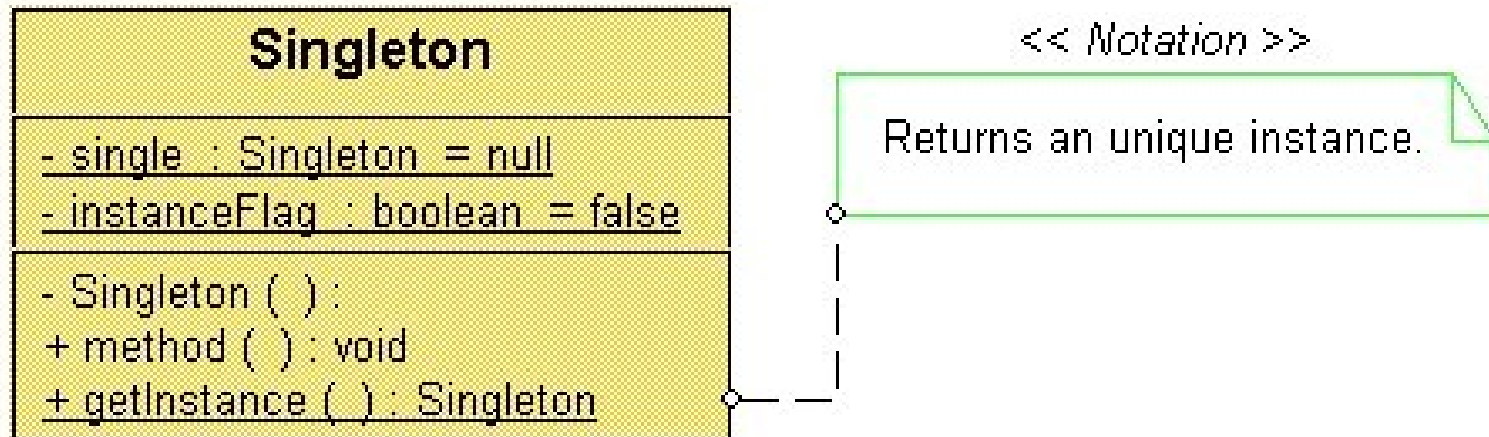 Singleton
- single : Singleton = null
- instanceFlag : boolean = false
- Singleton ( ) :
+ method ( ) : void
+ getInstance ( ) : Singleton
<< Notation >>
Returns an unique instance.